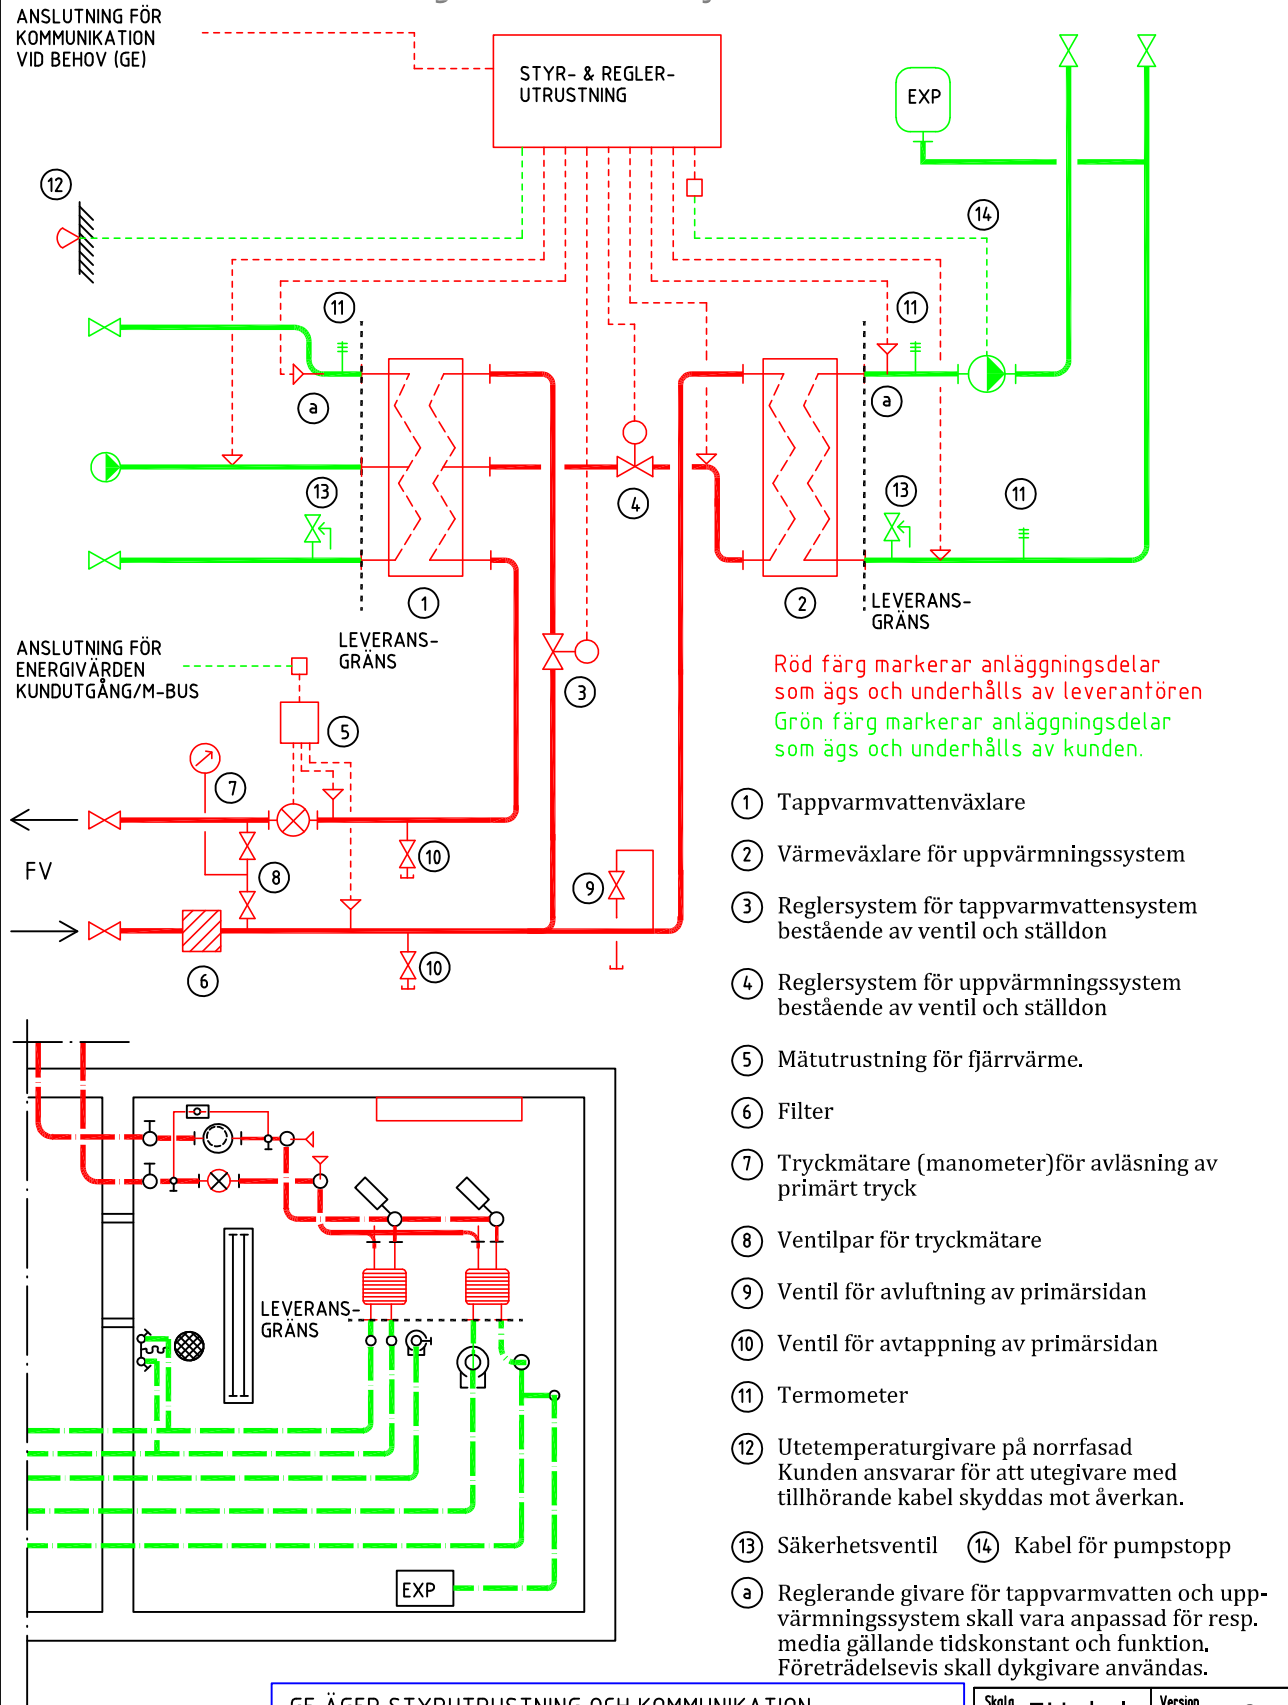 ANSLUTNING FÖR
KOMMUNIKATION
VID BEHOV (GE)
STYR- & REGLER-
UTRUSTNING
EXP
12
14
11
11
a
a
13
13
11
4
1
2
LEVERANS-
GRÄNS
LEVERANS-
GRÄNS
ANSLUTNING FÖR
ENERGIVÄRDEN
KUNDUTGÅNG/M-BUS
3
5
7
10
FV
8
9
10
6
Röd färg markerar anläggningsdelar
som ägs och underhålls av leverantören
Grön färg markerar anläggningsdelar
som ägs och underhålls av kunden.
1 Tappvarmvattenväxlare
2 Värmeväxlare för uppvärmningssystem
3 Reglersystem för tappvarmvattensystem
bestående av ventil och ställdon
4 Reglersystem för uppvärmningssystem
bestående av ventil och ställdon
5 Mätutrustning för fjärrvärme.
6 Filter
7 Tryckmätare (manometer)för avläsning av
primärt tryck
8 Ventilpar för tryckmätare
9 Ventil för avluftning av primärsidan
10 Ventil för avtappning av primärsidan
11 Termometer
12 Utetemperaturgivare på norrfasad
Kunden ansvarar för att utegivare med
tillhörande kabel skyddas mot åverkan.
13 Säkerhetsventil 14 Kabel för pumpstopp
a Reglerande givare för tappvarmvatten och upp-
värmningssystem skall vara anpassad för resp.
media gällande tidskonstant och funktion.
Företrädelsevis skall dykgivare användas.
LEVERANS-
GRÄNS
EXP
GE ÄGER STYRUTRUSTNING OCH KOMMUNIKATION
Skala
Version